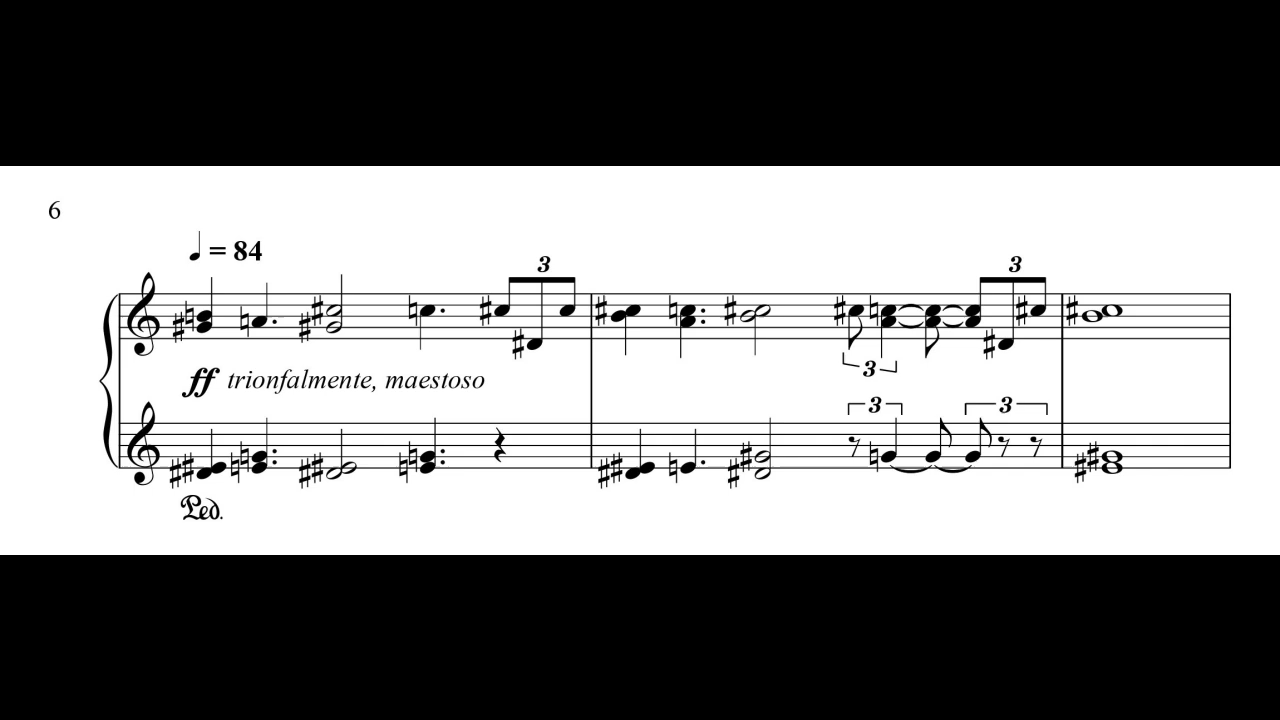 6
= 84
3 3
ff trionfalmente, maestoso
3
3 3
Ped.